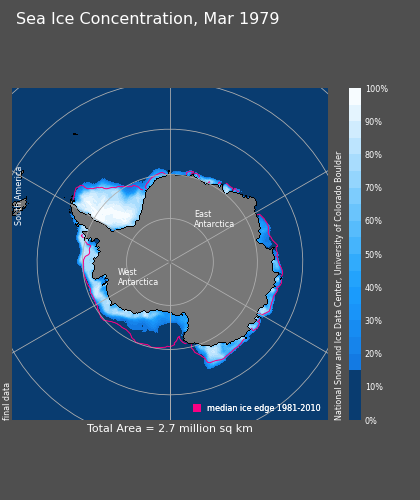 Sea Ice Concentration, Mar 1979
100%
90%
80%
70%
60%
50%
40%
30%
20%
10%
0%
South America
East
Antarctica
West
Antarctica
National Snow and Ice Data Center, University of Colorado Boulder
final data
median ice edge 1981-2010
Total Area = 2.7 million sq km